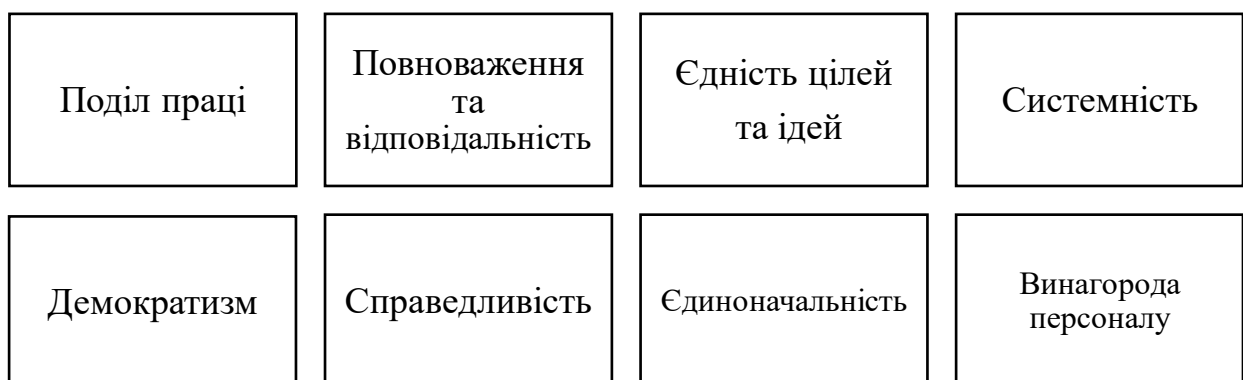 Поділ праці
Повноваження
та
відповідальність
Єдність цілей
та ідей
Системність
Демократизм
Справедливість
Єдиноначальність
Винагорода
персоналу